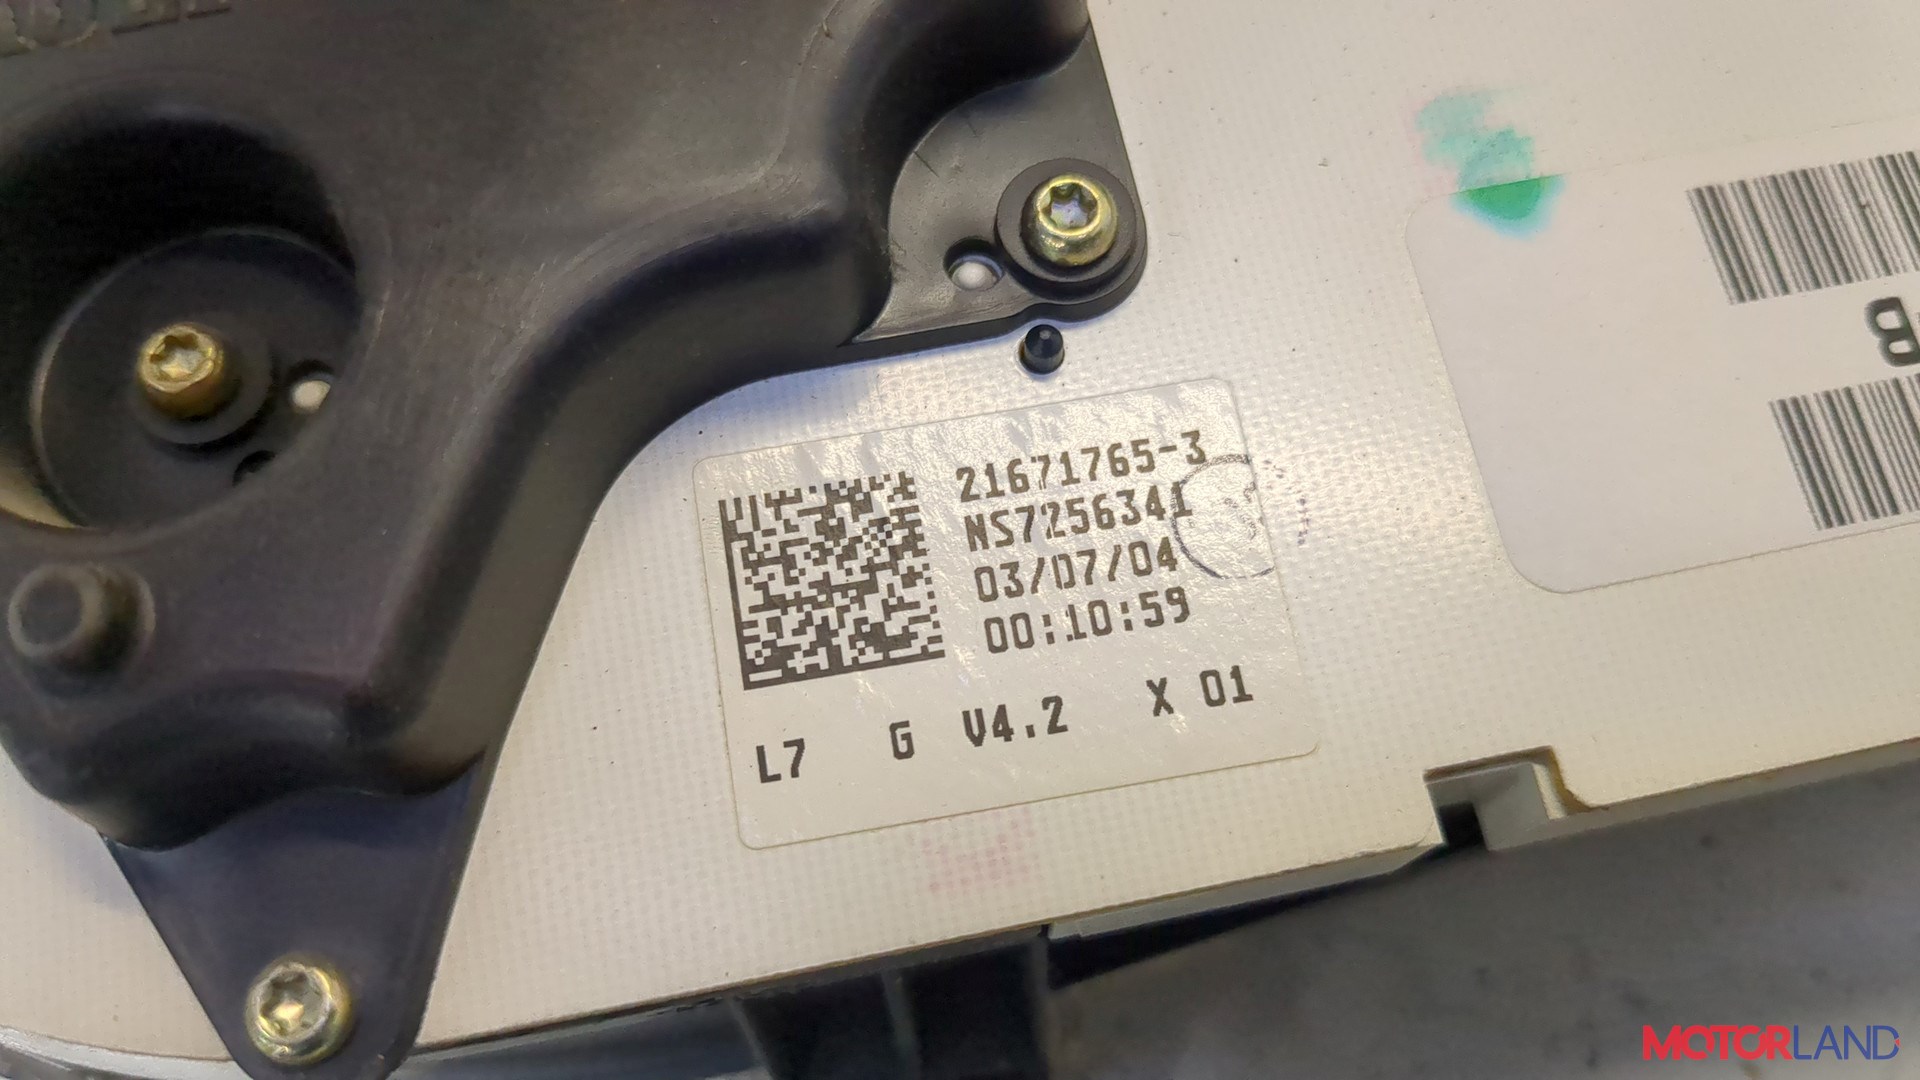 21671765-3
NS7256341
03/07/04
00:10:59
L7 G V4.2 X 01
B
MOTORLAND